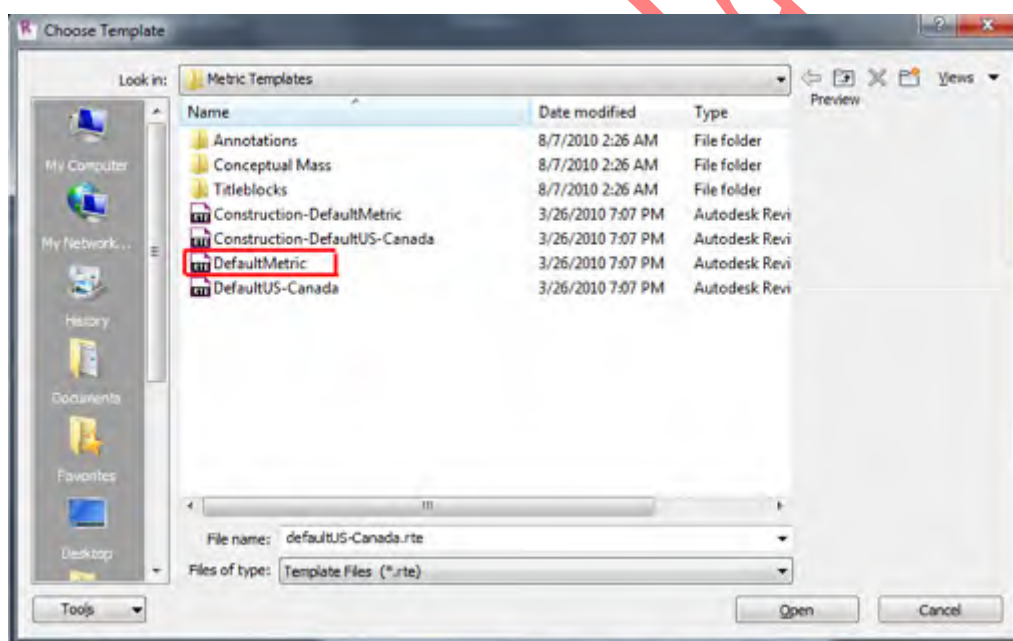 Choose Template
Look in: Metric Templates Views
Preview
Name Date modified Type
Annotations 8/7/2010 2:26 AM File folder
Conceptual Mass 8/7/2010 2:26 AM File folder
Titleblocks 8/7/2010 2:26 AM File folder
Construction-DefaultMetric 3/26/2010 7:07 PM Autodesk Revi
Construction-DefaultUS-Canada 3/26/2010 7:07 PM Autodesk Revi
DefaultMetric 3/26/2010 7:07 PM Autodesk Revi
DefaultUS-Canada 3/26/2010 7:07 PM Autodesk Revi
My Computer
My Network...
History
Documents
Favorites
Desktop
File name: defaultUS-Canada.rte
Files of type: Template Files (*.rte)
Tools Open Cancel